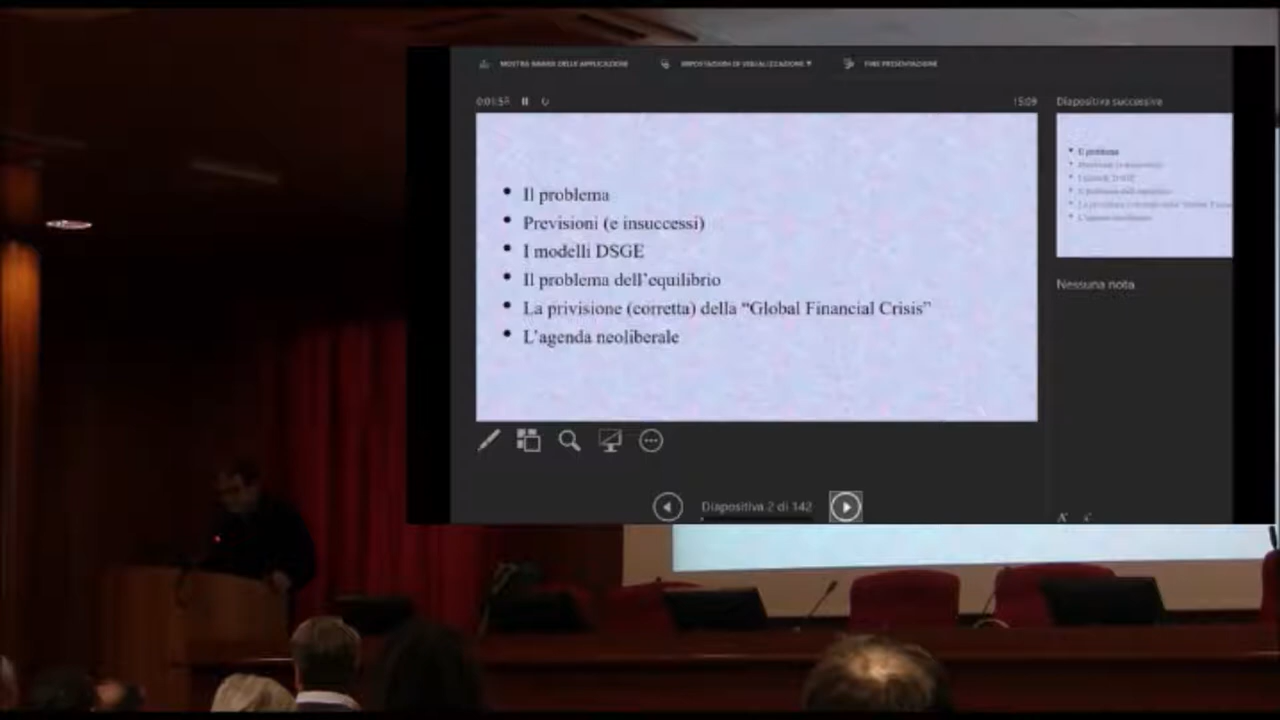 MOSTRA BARRA DELLE APPLICAZIONI
IMPOSTAZIONI DI VISUALIZZAZIONE
FINE PRESENTAZIONE
15:09
Diapositiva successiva
• Il problema
• Previsioni (e insuccessi)
• I modelli DSGE
• Il problema dell'equilibrio
• La privisione (corretta) della “Global Financial Crisis”
• L'agenda neoliberale
• Il problema
Nessuna nota
Diapositiva 2 di 142